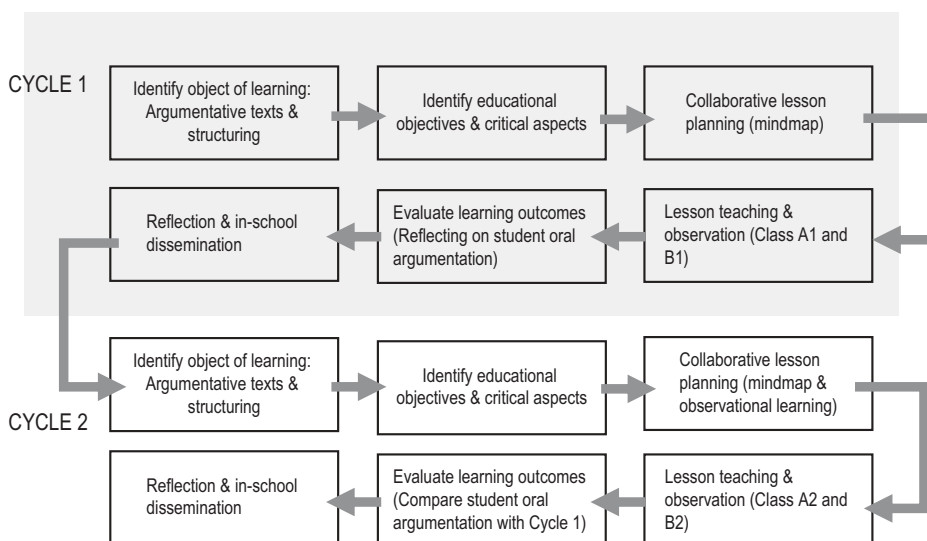 CYCLE 1
Identify object of learning:
Argumentative texts &
structuring
Identify educational
objectives & critical aspects
Collaborative lesson
planning (mindmap)
Reflection & in-school
dissemination
Evaluate learning outcomes
(Reflecting on student oral
argumentation)
Lesson teaching &
observation (Class A1 and
B1)
CYCLE 2
Identify object of learning:
Argumentative texts &
structuring
Identify educational
objectives & critical aspects
Collaborative lesson
planning (mindmap &
observational learning)
Reflection & in-school
dissemination
Evaluate learning outcomes
(Compare student oral
argumentation with Cycle 1)
Lesson teaching &
observation (Class A2 and
B2)